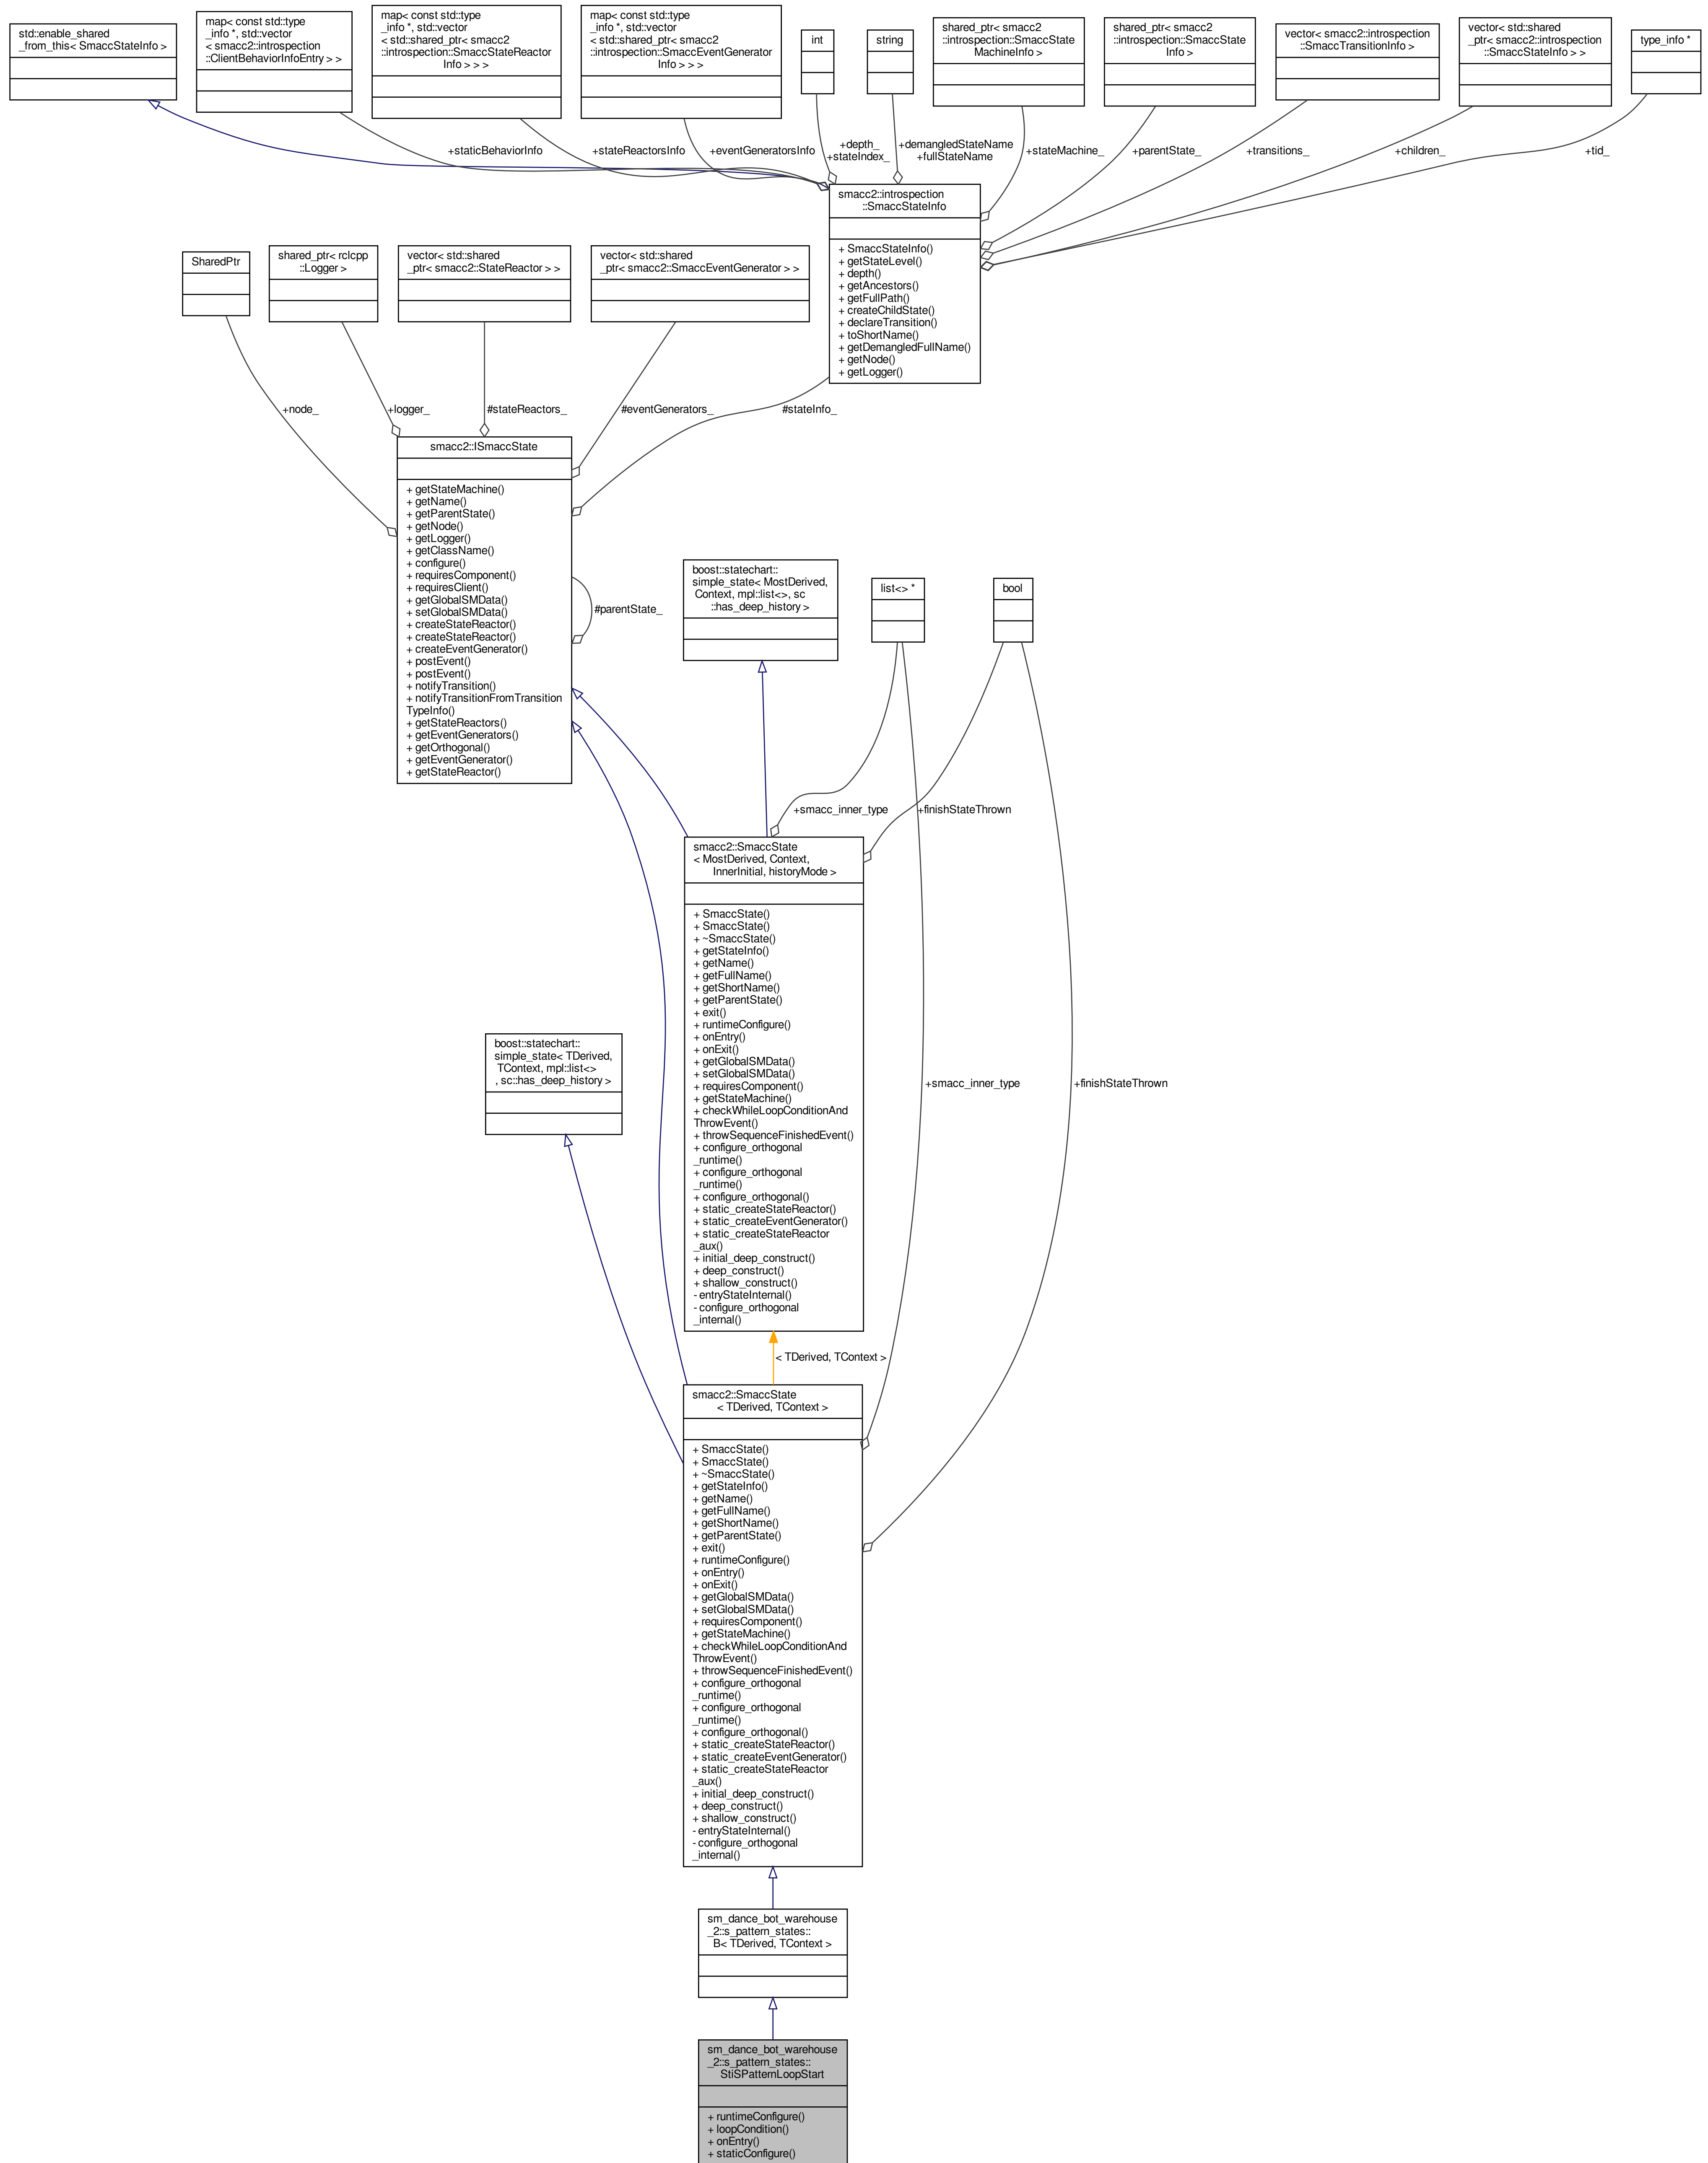 std::enable_shared
_from_this< SmaccStateInfo >
map< const std::type
_info *, std::vector
< smacc2::introspection
::ClientBehaviorInfoEntry > >
map< const std::type
_info *, std::vector
< std::shared_ptr< smacc2
::introspection::SmaccStateReactor
Info > > >
map< const std::type
_info *, std::vector
< std::shared_ptr< smacc2
::introspection::SmaccEventGenerator
Info > > >
int
string
shared_ptr< smacc2
::introspection::SmaccState
MachineInfo >
shared_ptr< smacc2
::introspection::SmaccState
Info >
vector< smacc2::introspection
::SmaccTransitionInfo >
vector< std::shared
_ptr< smacc2::introspection
::SmaccStateInfo > >
type_info *
+staticBehaviorInfo
+stateReactorsInfo
+eventGeneratorsInfo
+depth_
+stateIndex_
+demangledStateName
+fullStateName
+stateMachine_
+parentState_
+transitions_
+children_
+tid_
smacc2::introspection
::SmaccStateInfo
+ SmaccStateInfo()
+ getStateLevel()
+ depth()
+ getAncestors()
+ getFullPath()
+ createChildState()
+ declareTransition()
+ toShortName()
+ getDemangledFullName()
+ getNode()
+ getLogger()
SharedPtr
shared_ptr< rclcpp
::Logger >
vector< std::shared
_ptr< smacc2::StateReactor > >
vector< std::shared
_ptr< smacc2::SmaccEventGenerator > >
+node_
+logger_
#stateReactors_
#eventGenerators_
#stateInfo_
smacc2::ISmaccState
+ getStateMachine()
+ getName()
+ getParentState()
+ getNode()
+ getLogger()
+ getClassName()
+ configure()
+ requiresComponent()
+ requiresClient()
+ getGlobalSMData()
+ setGlobalSMData()
+ createStateReactor()
+ createStateReactor()
+ createEventGenerator()
+ postEvent()
+ postEvent()
+ notifyTransition()
+ notifyTransitionFromTransition
TypeInfo()
+ getStateReactors()
+ getEventGenerators()
+ getOrthogonal()
+ getEventGenerator()
+ getStateReactor()
#parentState_
boost::statechart::
simple_state< MostDerived,
Context, mpl::list<>, sc
::has_deep_history >
list<> *
bool
+smacc_inner_type
+finishStateThrown
smacc2::SmaccState
< MostDerived, Context,
InnerInitial, historyMode >
+ SmaccState()
+ SmaccState()
+ ~SmaccState()
+ getStateInfo()
+ getName()
+ getFullName()
+ getShortName()
+ getParentState()
+ exit()
+ runtimeConfigure()
+ onEntry()
+ onExit()
+ getGlobalSMData()
+ setGlobalSMData()
+ requiresComponent()
+ getStateMachine()
+ checkWhileLoopConditionAnd
ThrowEvent()
+ throwSequenceFinishedEvent()
+ configure_orthogonal
_runtime()
+ configure_orthogonal
_runtime()
+ configure_orthogonal()
+ static_createStateReactor()
+ static_createEventGenerator()
+ static_createStateReactor
_aux()
+ initial_deep_construct()
+ deep_construct()
+ shallow_construct()
- entryStateInternal()
- configure_orthogonal
_internal()
boost::statechart::
simple_state< TDerived,
TContext, mpl::list<>
, sc::has_deep_history >
+smacc_inner_type
+finishStateThrown
< TDerived, TContext >
smacc2::SmaccState
< TDerived, TContext >
+ SmaccState()
+ SmaccState()
+ ~SmaccState()
+ getStateInfo()
+ getName()
+ getFullName()
+ getShortName()
+ getParentState()
+ exit()
+ runtimeConfigure()
+ onEntry()
+ onExit()
+ getGlobalSMData()
+ setGlobalSMData()
+ requiresComponent()
+ getStateMachine()
+ checkWhileLoopConditionAnd
ThrowEvent()
+ throwSequenceFinishedEvent()
+ configure_orthogonal
_runtime()
+ configure_orthogonal
_runtime()
+ configure_orthogonal()
+ static_createStateReactor()
+ static_createEventGenerator()
+ static_createStateReactor
_aux()
+ initial_deep_construct()
+ deep_construct()
+ shallow_construct()
- entryStateInternal()
- configure_orthogonal
_internal()
sm_dance_bot_warehouse
_2::s_pattern_states::
B< TDerived, TContext >
sm_dance_bot_warehouse
_2::s_pattern_states::
StiSPatternLoopStart
+ runtimeConfigure()
+ loopCondition()
+ onEntry()
+ staticConfigure()